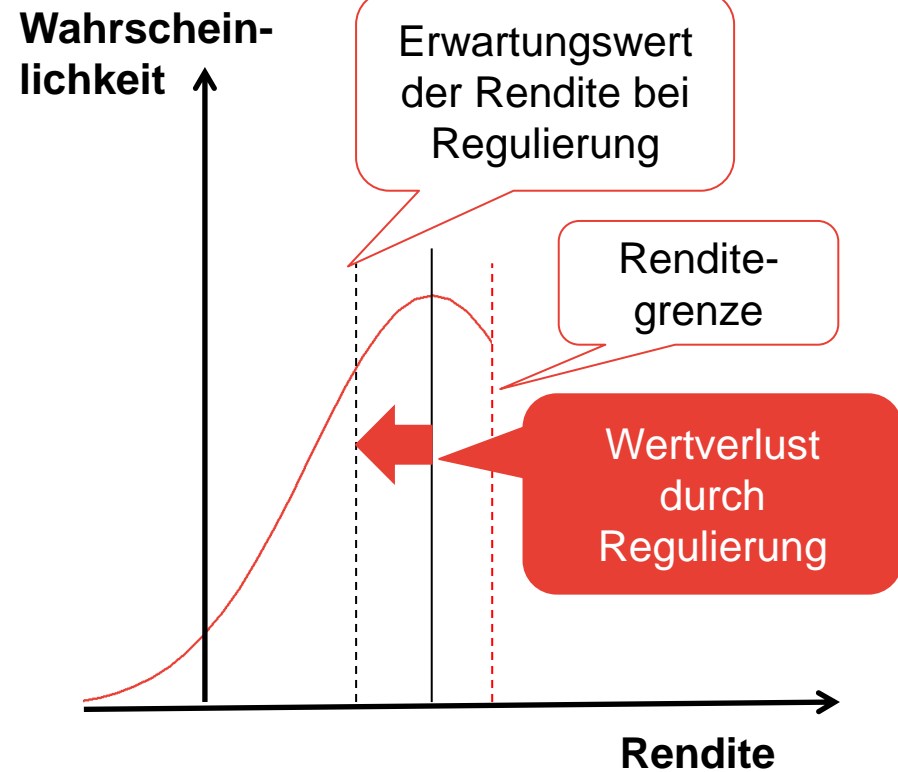 Wahrschein-
lichkeit
Erwartungswert
der Rendite bei
Regulierung
Rendite-
grenze
Wertverlust
durch
Regulierung
Rendite